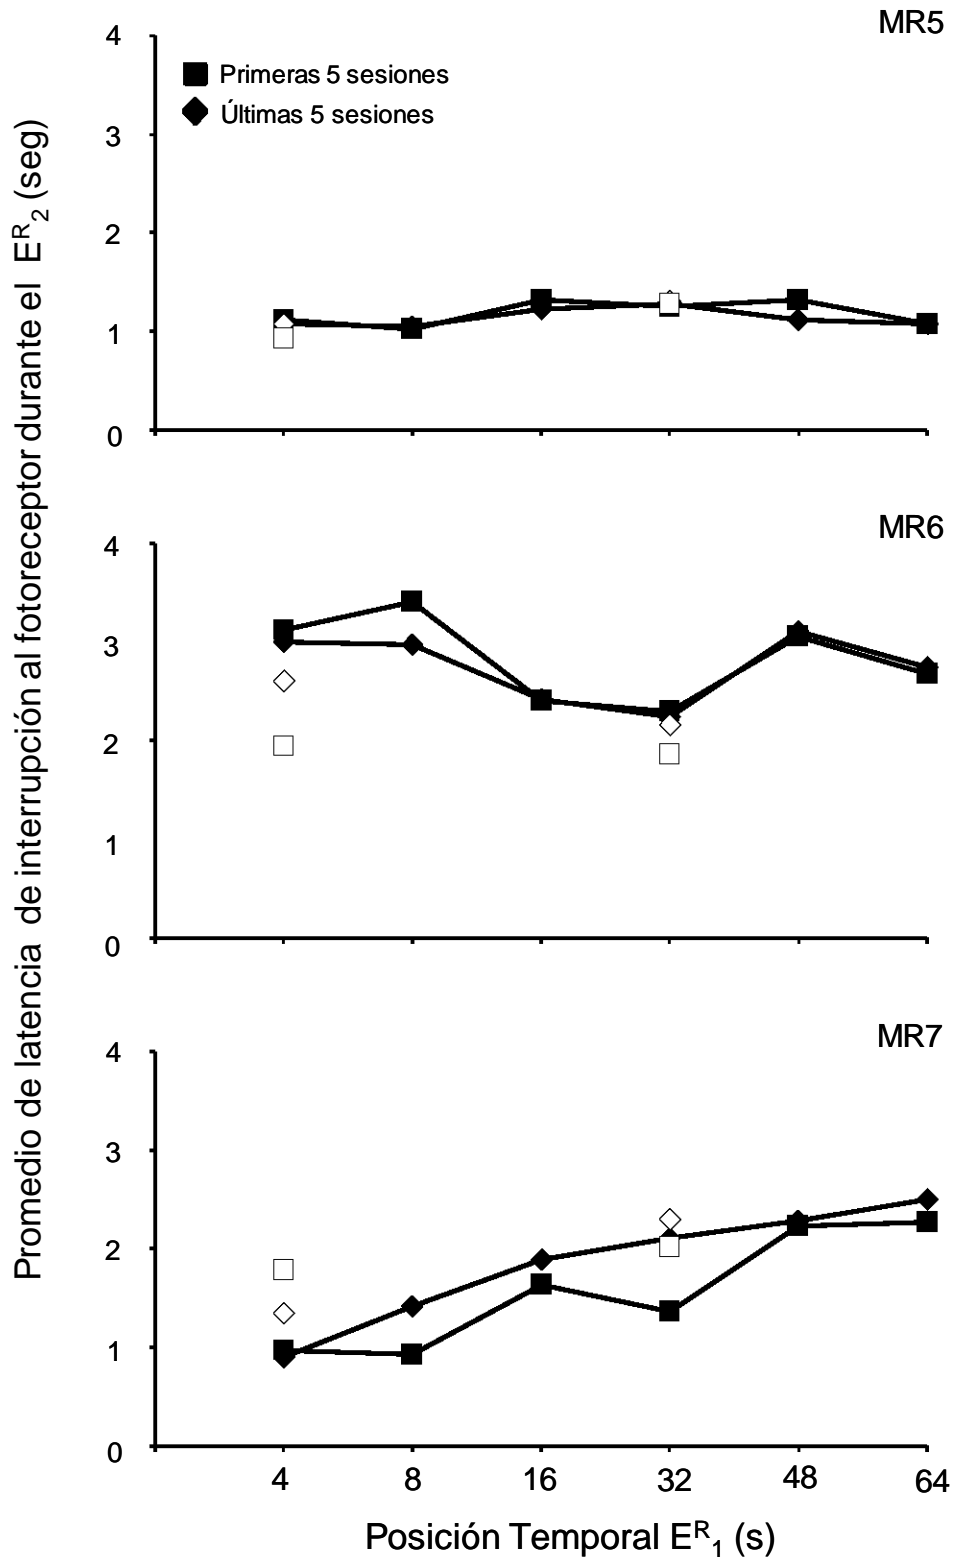 MR5
4
Primeras 5 sesiones
Últimas 5 sesiones
3
2
1
0
MR6
4
3
2
1
0
MR7
4
3
2
1
0
4 8 16 32 48 64
Posición Temporal Eᴿ₁ (s)
Promedio de latencia de interrupción al fotoreceptor durante el Eᴿ₂ (seg)